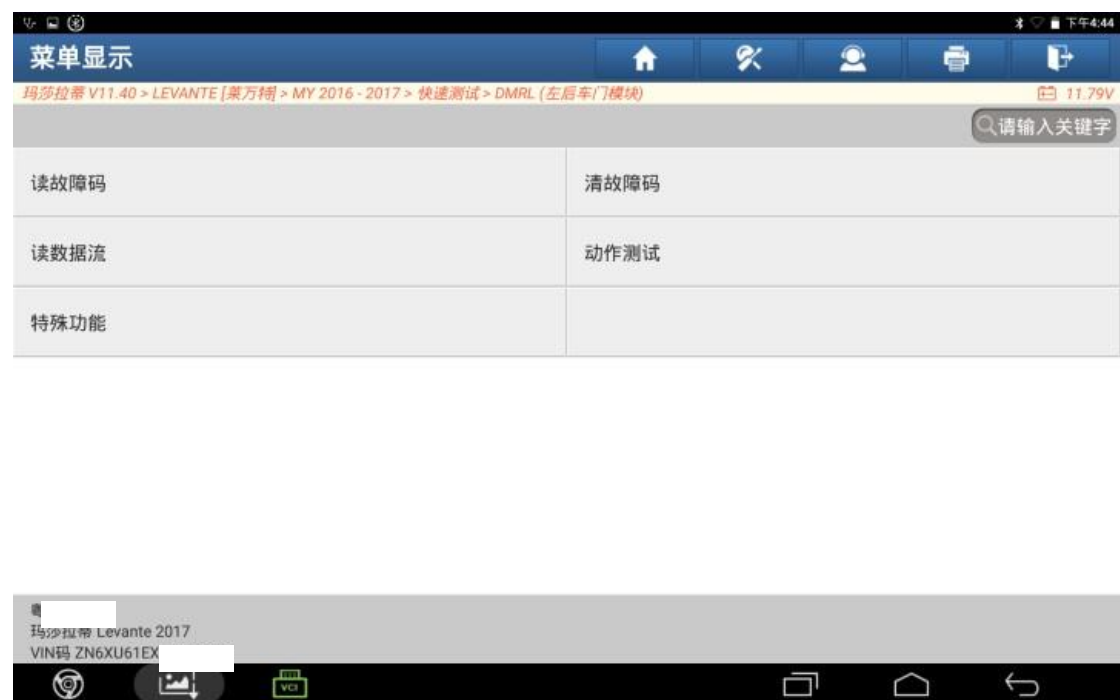 下午4:44
菜单显示
玛莎拉蒂 V11.40 > LEVANTE [莱万特] > MY 2016 - 2017 > 快速测试 > DMRL (左后车门模块) 11.79V
请输入关键字
读故障码 清故障码
读数据流 动作测试
特殊功能
玛莎拉蒂 Levante 2017
VIN码 ZN6XU61EX
VCI